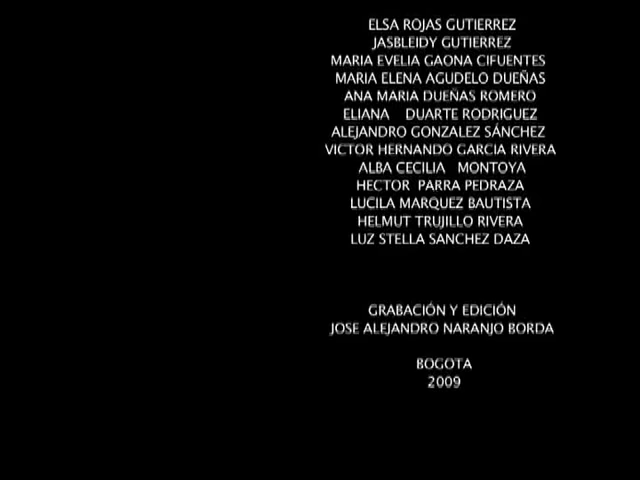 ELSA ROJAS GUTIERREZ
JASBLEIDY GUTIERREZ
MARIA EVELIA GAONA CIFUENTES
MARIA ELENA AGUDELO DUEÑAS
ANA MARIA DUEÑAS ROMERO
ELIANA DUARTE RODRIGUEZ
ALEJANDRO GONZALEZ SÁNCHEZ
VICTOR HERNANDO GARCIA RIVERA
ALBA CECILIA MONTOYA
HECTOR PARRA PEDRAZA
LUCILA MARQUEZ BAUTISTA
HELMUT TRUJILLO RIVERA
LUZ STELLA SANCHEZ DAZA
GRABACIÓN Y EDICIÓN
JOSE ALEJANDRO NARANJO BORDA
BOGOTA
2009